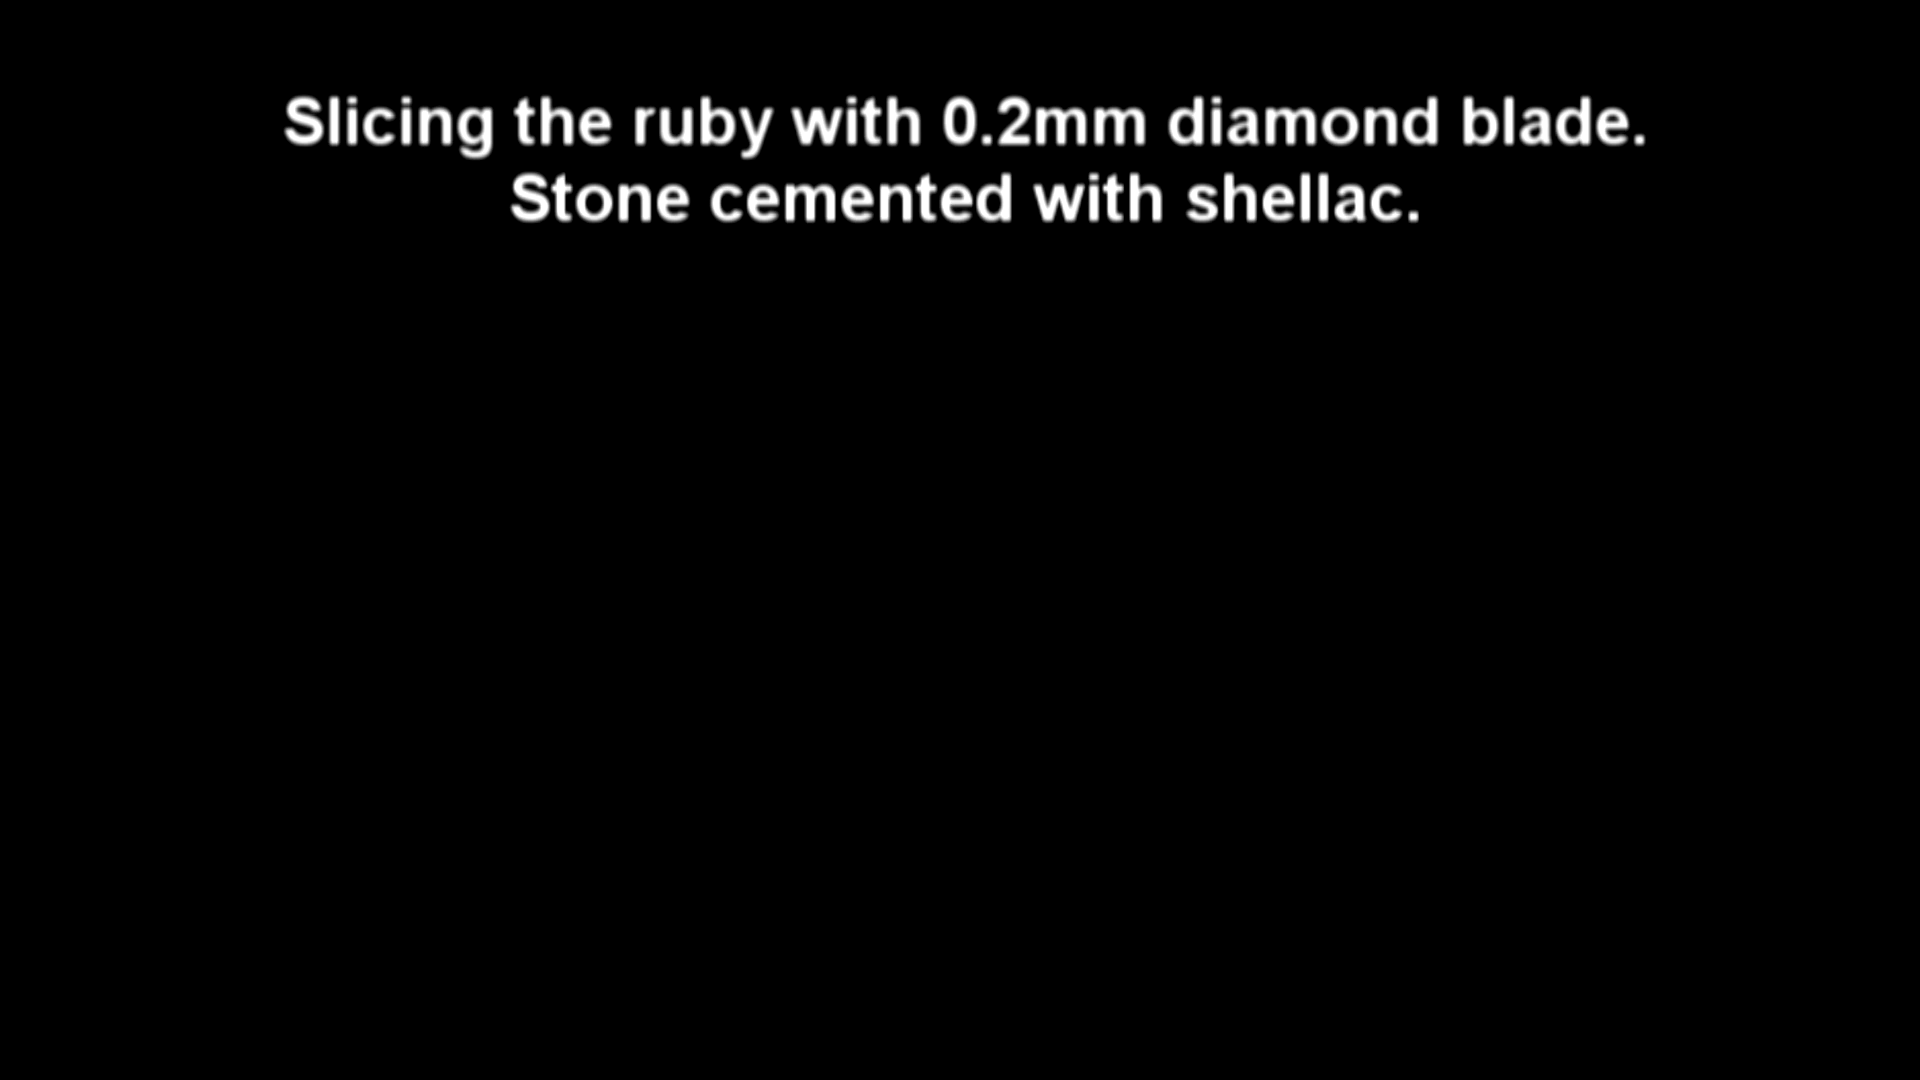 Slicing the ruby with 0.2mm diamond blade.
Stone cemented with shellac.